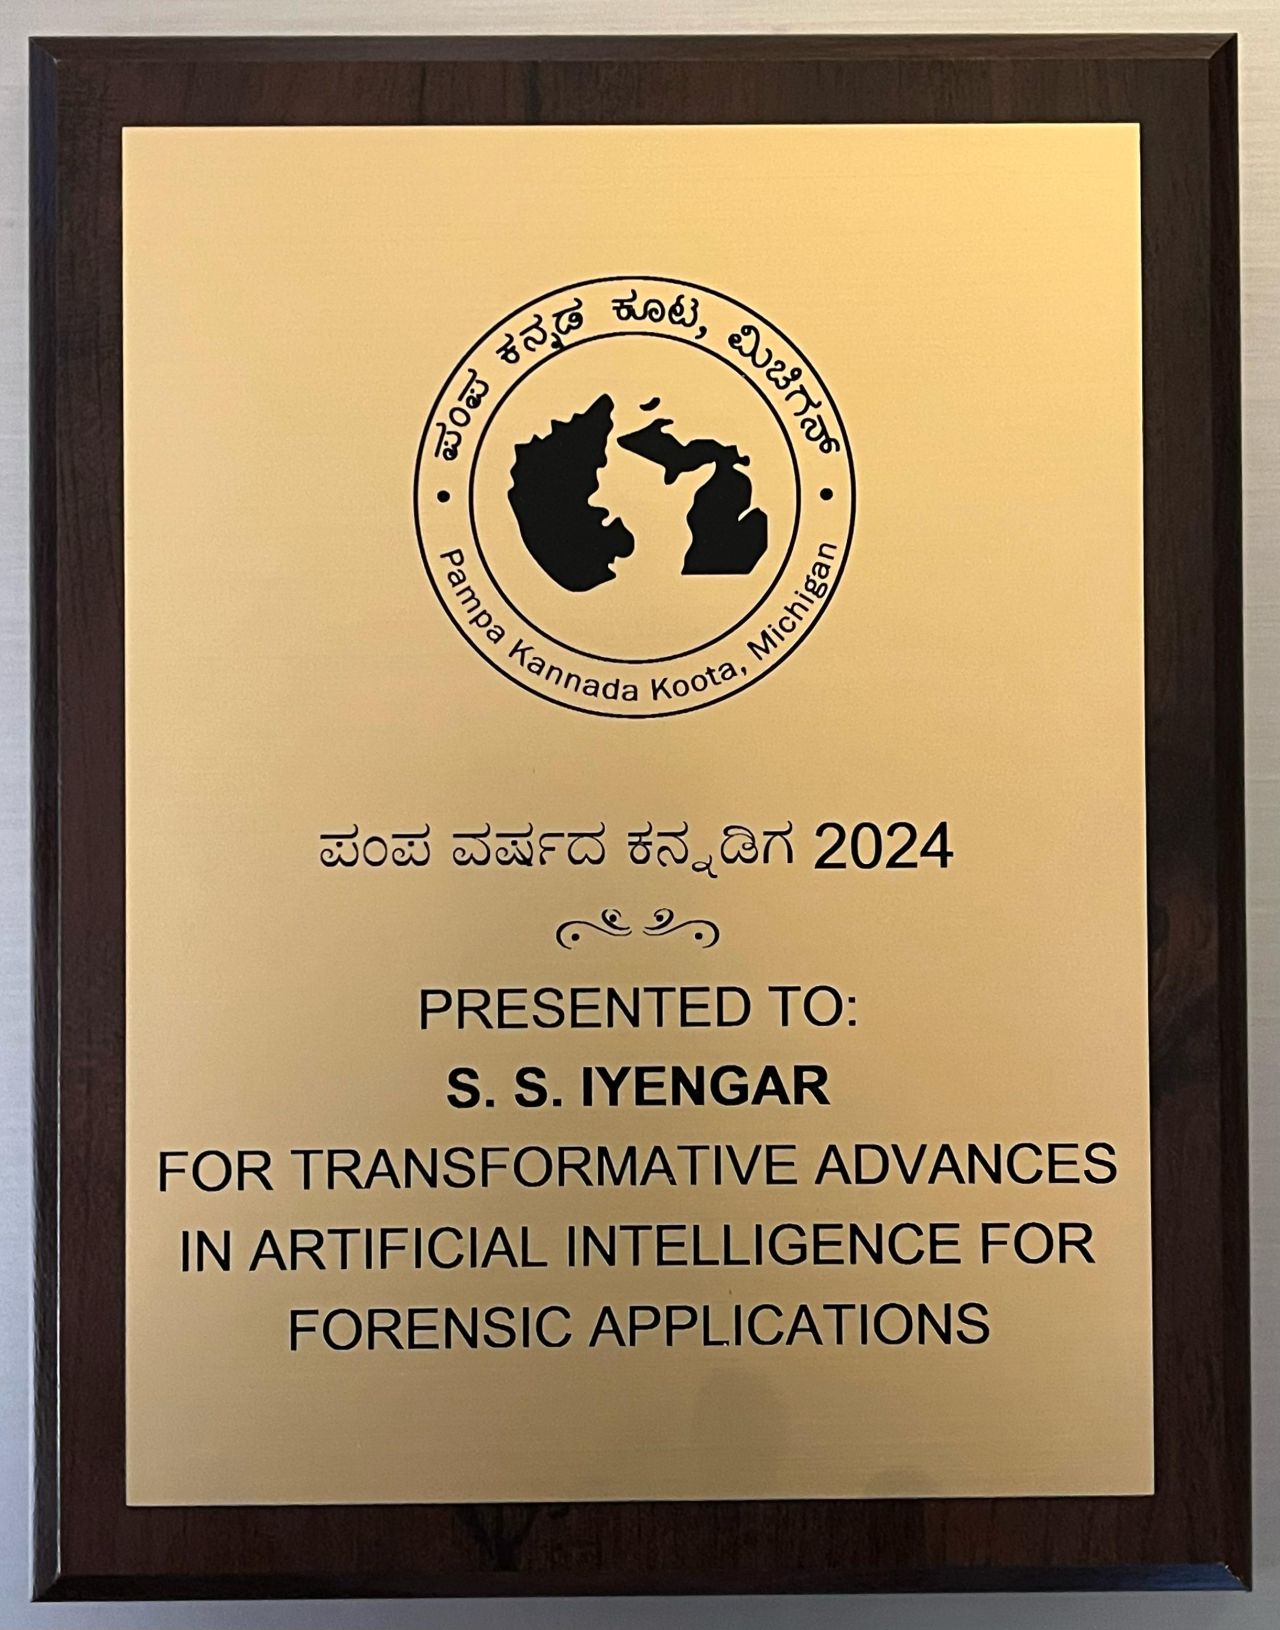 ಪಂಪ ಕನ್ನಡ ಕೂಟ, ಮಿಚಿಗನ್
Pampa Kannada Koota, Michigan
ಪಂಪ ವರ್ಷದ ಕನ್ನಡಿಗ 2024
PRESENTED TO:
S. S. IYENGAR
FOR TRANSFORMATIVE ADVANCES
IN ARTIFICIAL INTELLIGENCE FOR
FORENSIC APPLICATIONS